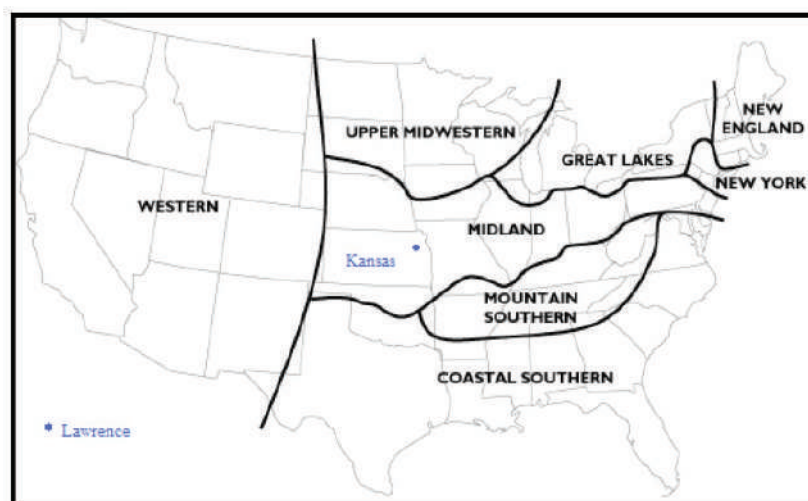 NEW
ENGLAND
UPPER MIDWESTERN
GREAT LAKES
NEW YORK
WESTERN
MIDLAND
Kansas
MOUNTAIN
SOUTHERN
COASTAL SOUTHERN
Lawrence